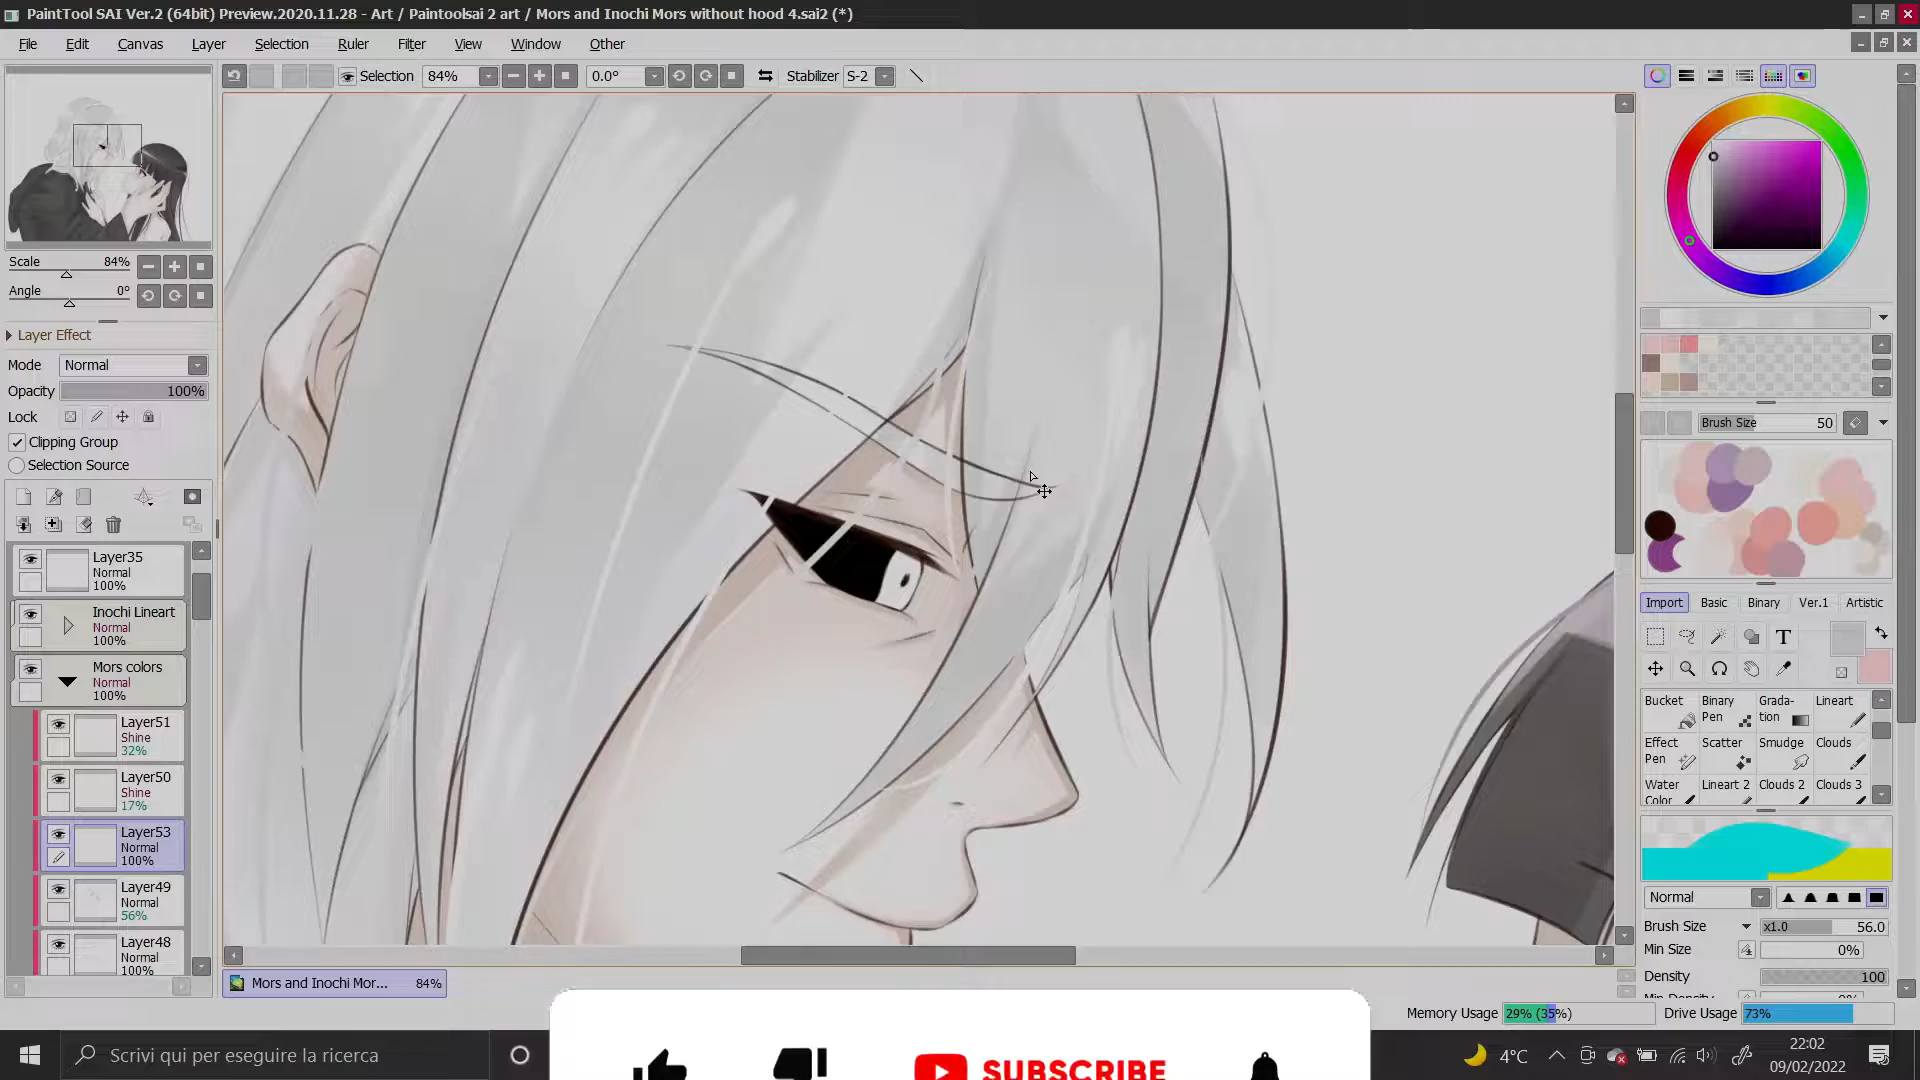 PaintTool SAI Ver.2 (64bit) Preview.2020.11.28 - Art / Paintoolsai 2 art / Mors and Inochi Mors without hood 4.sai2 (*)
File Edit Canvas Layer Selection Ruler Filter View Window Other
Selection 84% 0.0° Stabilizer S-2
Scale 84%
Angle 0°
Layer Effect
Mode Normal
Opacity 100%
Lock
Clipping Group
Selection Source
Layer35
Normal
100%
Inochi Lineart
Normal
100%
Mors colors
Normal
100%
Layer51
Shine
32%
Layer50
Shine
17%
Layer53
Normal
100%
Layer49
Normal
56%
Layer48
Normal
100%
Mors and Inochi Mor... 84%
Brush Size 50
Import Basic Binary Ver.1 Artistic
T
Bucket Binary Pen Gradation Lineart
Effect Pen Scatter Smudge Clouds
Water Color Lineart 2 Clouds 2 Clouds 3
Normal
Brush Size x1.0 56.0
Min Size 0%
Density 100
Min Density 0%
Memory Usage 29% (35%) Drive Usage 73%
SUBSCRIBE
Scrivi qui per eseguire la ricerca
4°C
22:02
09/02/2022